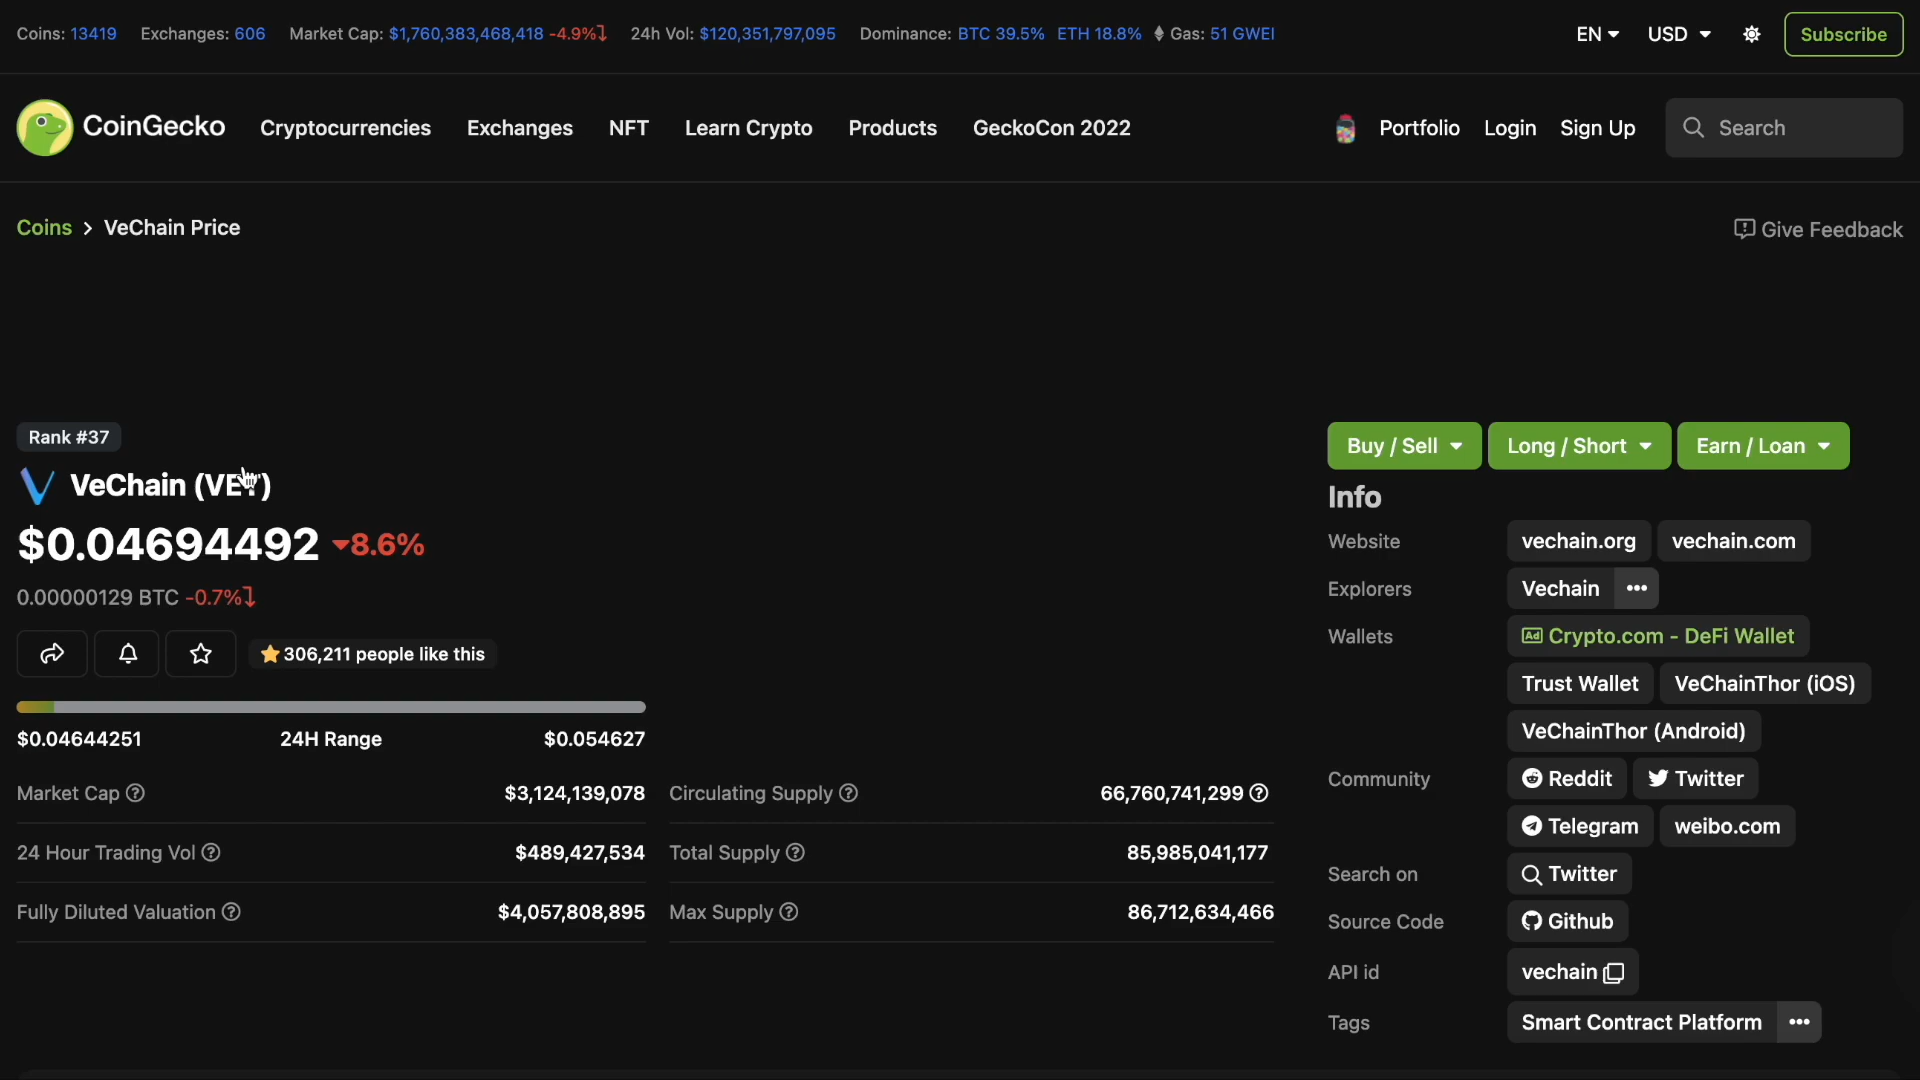 Coins: 13419 Exchanges: 606 Market Cap: $1,760,383,468,418 -4.9% 24h Vol: $120,351,797,095 Dominance: BTC 39.5% ETH 18.8% Gas: 51 GWEI EN USD Subscribe
CoinGecko Cryptocurrencies Exchanges NFT Learn Crypto Products GeckoCon 2022 Portfolio Login Sign Up Search
Coins > VeChain Price Give Feedback
Rank #37
VeChain (VET)
$0.04694492 8.6%
0.00000129 BTC -0.7%
306,211 people like this
$0.04644251 24H Range $0.054627
Market Cap $3,124,139,078 Circulating Supply 66,760,741,299
24 Hour Trading Vol $489,427,534 Total Supply 85,985,041,177
Fully Diluted Valuation $4,057,808,895 Max Supply 86,712,634,466
Buy / Sell Long / Short Earn / Loan
Info
Website vechain.org vechain.com
Explorers Vechain •••
Wallets Ad Crypto.com - DeFi Wallet
Trust Wallet VeChainThor (iOS)
VeChainThor (Android)
Community Reddit Twitter
Telegram weibo.com
Search on Twitter
Source Code Github
API id vechain
Tags Smart Contract Platform •••